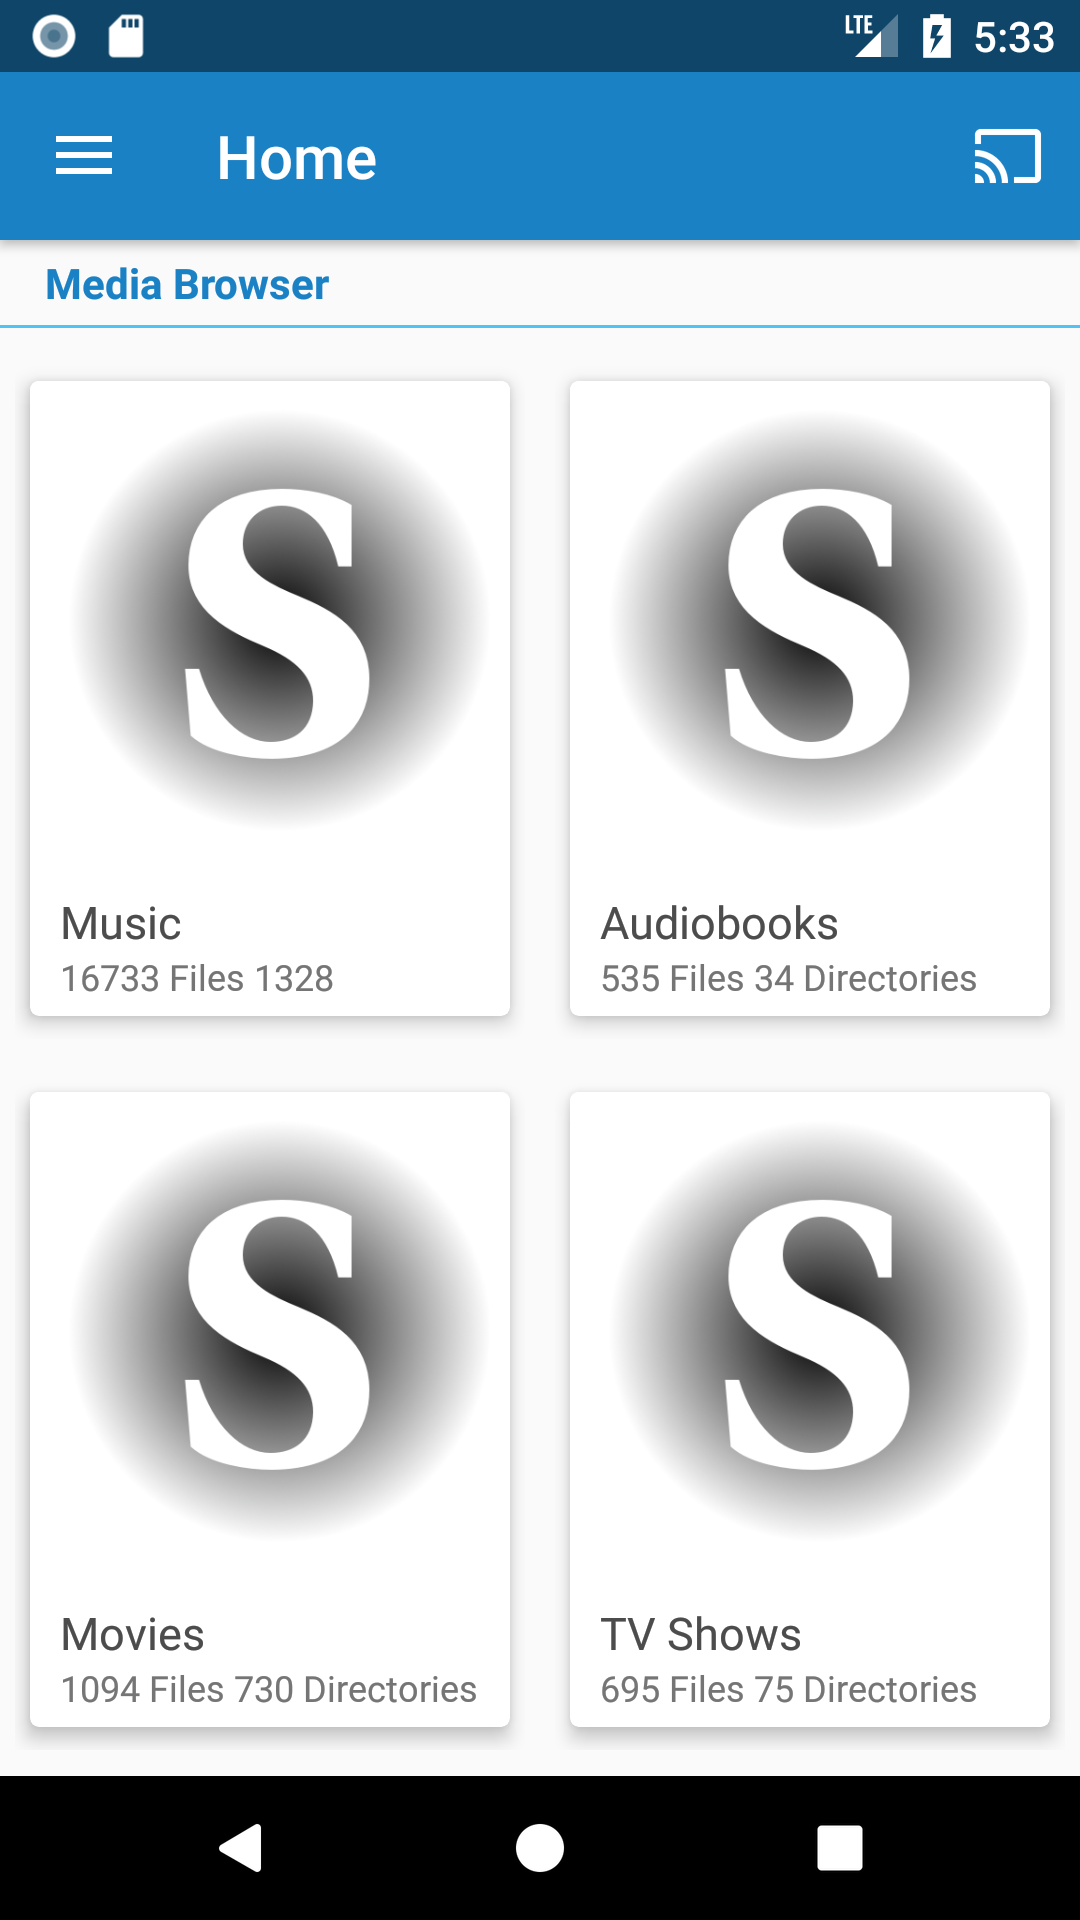 LTE 5:33
Home
Media Browser
S S
Music Audiobooks
16733 Files 1328 535 Files 34 Directories
S S
Movies TV Shows
1094 Files 730 Directories 695 Files 75 Directories